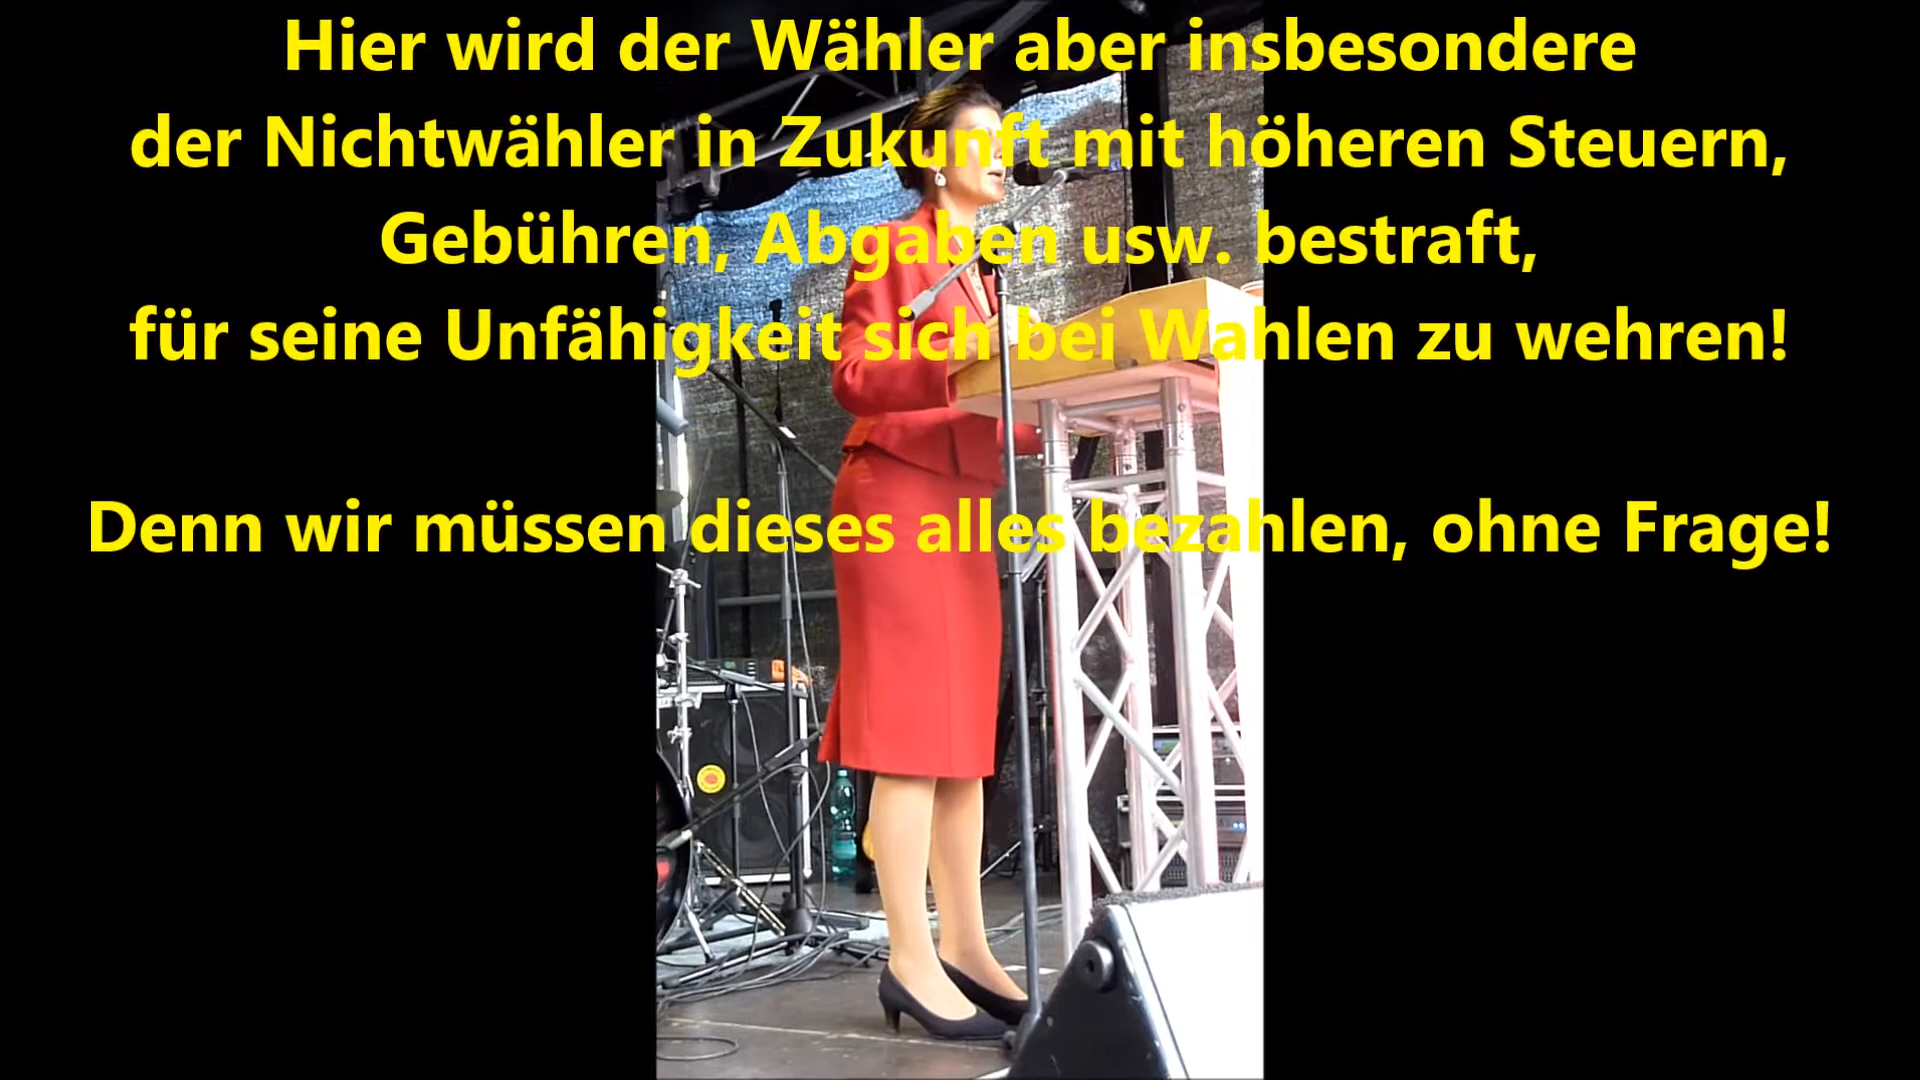 Hier wird der Wähler aber insbesondere
der Nichtwähler in Zukunft mit höheren Steuern,
Gebühren, Abgaben usw. bestraft,
für seine Unfähigkeit sich bei Wahlen zu wehren!
Denn wir müssen dieses alles bezahlen, ohne Frage!